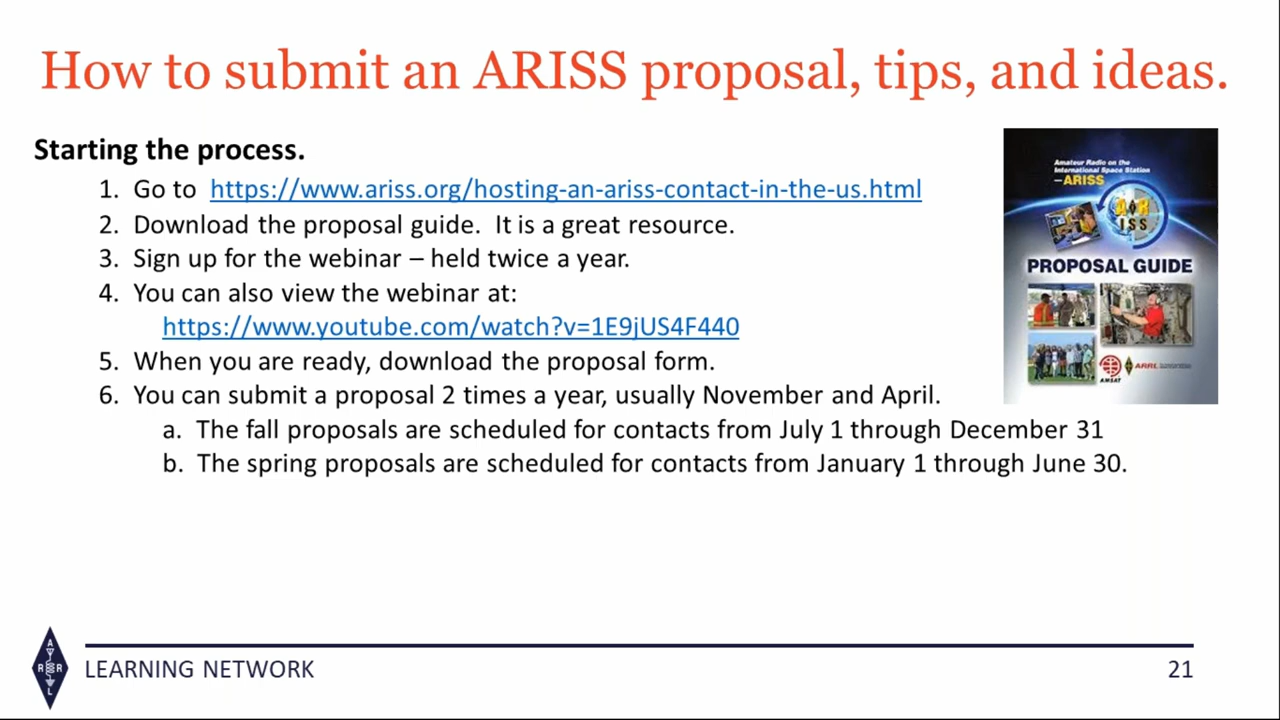 How to submit an ARISS proposal, tips, and ideas.
Starting the process.
1. Go to https://www.ariss.org/hosting-an-ariss-contact-in-the-us.html
2. Download the proposal guide. It is a great resource.
3. Sign up for the webinar – held twice a year.
4. You can also view the webinar at:
https://www.youtube.com/watch?v=1E9jUS4F440
5. When you are ready, download the proposal form.
6. You can submit a proposal 2 times a year, usually November and April.
a. The fall proposals are scheduled for contacts from July 1 through December 31
b. The spring proposals are scheduled for contacts from January 1 through June 30.
Amateur Radio on the
International Space Station
–ARISS
ARISS
PROPOSAL GUIDE
AMSAT
ARRL
ARRL
LEARNING NETWORK
21